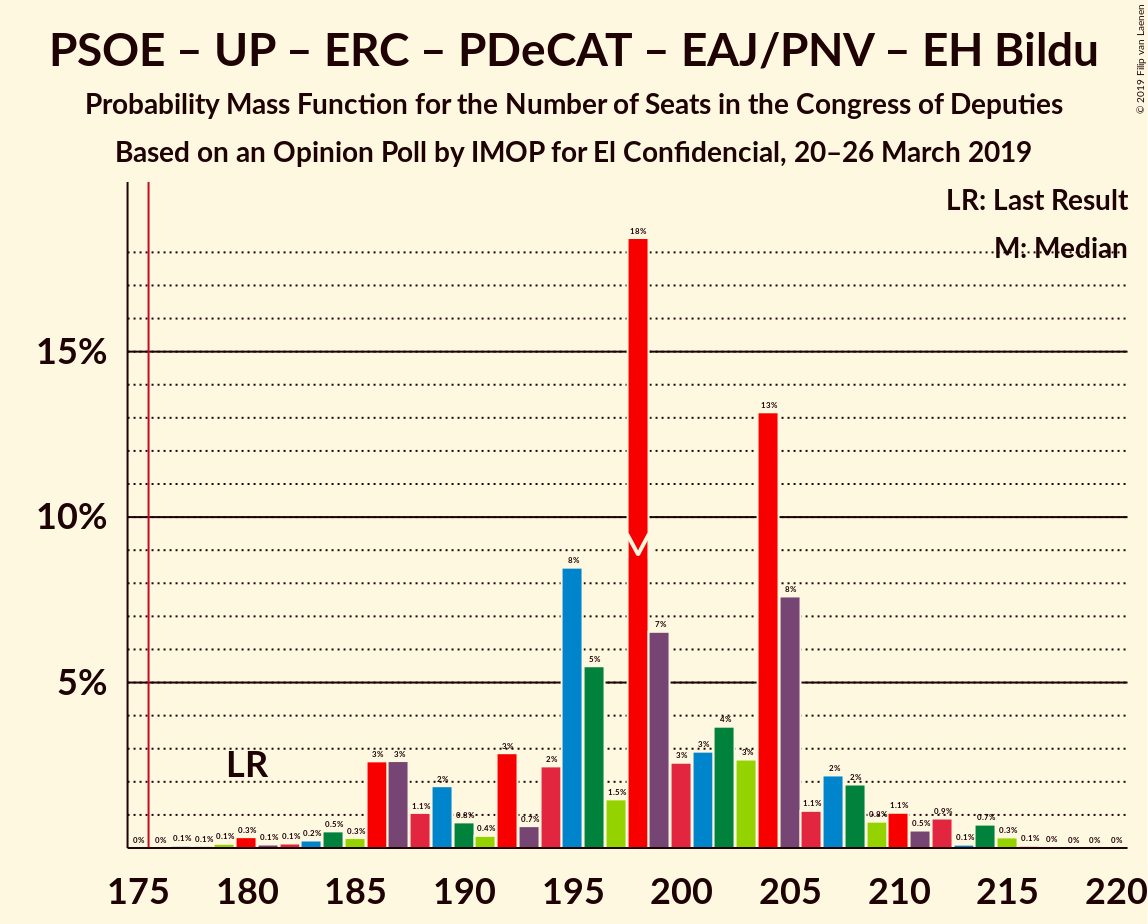 PSOE – UP – ERC – PDeCAT – EAJ/PNV – EH Bildu
Probability Mass Function for the Number of Seats in the Congress of Deputies
Based on an Opinion Poll by IMOP for El Confidencial, 20–26 March 2019
© 2019 Filip van Laenen
LR: Last Result
M: Median
15%
10%
5%
LR
0% 0% 0.1% 0.1% 0.1% 0.3% 0.1% 0.1% 0.2% 0.5% 0.3% 3% 3% 1.1% 2% 0.8% 0.4% 3% 0.7% 2% 8% 5% 1.5% 18% 7% 3% 3% 4% 3% 13% 8% 1.1% 2% 2% 0.8% 1.1% 0.5% 0.9% 0.1% 0.7% 0.3% 0.1% 0% 0% 0% 0%
175 180 185 190 195 200 205 210 215 220